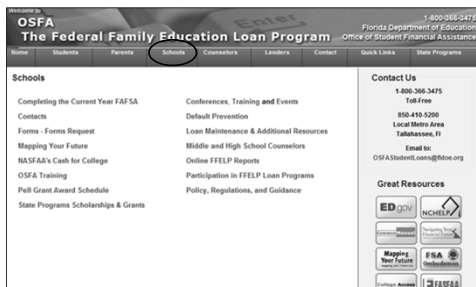 Welcome to
OSFA
The Federal Family Education Loan Program
1-800-366-3475
Florida Department of Education
Office of Student Financial Assistance
Home Students Parents Schools Counselors Lenders Contact Quick Links State Programs
Schools
Completing the Current Year FAFSA
Contacts
Forms - Forms Request
Mapping Your Future
NASFAA's Cash for College
OSFA Training
Pell Grant Award Schedule
State Programs Scholarships & Grants
Conferences, Training and Events
Default Prevention
Loan Maintenance & Additional Resources
Middle and High School Counselors
Online FFELP Reports
Participation in FFELP Loan Programs
Policy, Regulations, and Guidance
Contact Us
1-800-366-3475
Toll-Free
850-410-5200
Local Metro Area
Tallahassee, Fl
Email to:
OSFAStudentLoans@fldoe.org
Great Resources
ED.gov
NCHELP
Common Manual
Mapping
Your Future
FSA
Ombudsman
College Access
FASFAA